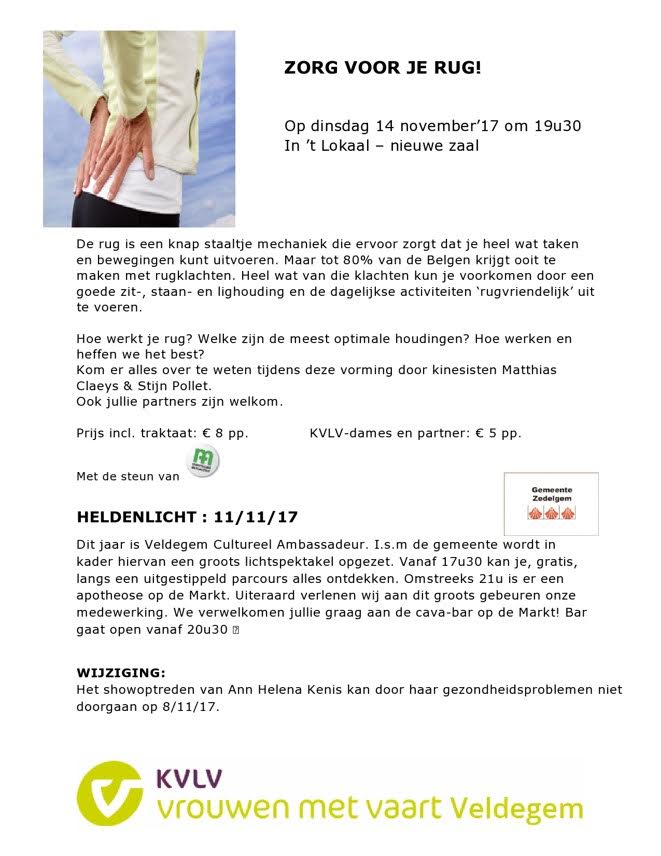 ZORG VOOR JE RUG!
Op dinsdag 14 november’17 om 19u30
In ’t Lokaal – nieuwe zaal
De rug is een knap staaltje mechaniek die ervoor zorgt dat je heel wat taken
en bewegingen kunt uitvoeren. Maar tot 80% van de Belgen krijgt ooit te
maken met rugklachten. Heel wat van die klachten kun je voorkomen door een
goede zit-, staan- en lighouding en de dagelijkse activiteiten ‘rugvriendelijk’ uit
te voeren.
Hoe werkt je rug? Welke zijn de meest optimale houdingen? Hoe werken en
heffen we het best?
Kom er alles over te weten tijdens deze vorming door kinesisten Matthias
Claeys & Stijn Pollet.
Ook jullie partners zijn welkom.
Prijs incl. traktaat: € 8 pp. KVLV-dames en partner: € 5 pp.
Met de steun van
Gemeente
Zedelgem
HELDENLICHT : 11/11/17
Dit jaar is Veldegem Cultureel Ambassadeur. I.s.m de gemeente wordt in
kader hiervan een groots lichtspektakel opgezet. Vanaf 17u30 kan je, gratis,
langs een uitgestippeld parcours alles ontdekken. Omstreeks 21u is er een
apotheose op de Markt. Uiteraard verlenen wij aan dit groots gebeuren onze
medewerking. We verwelkomen jullie graag aan de cava-bar op de Markt! Bar
gaat open vanaf 20u30
WIJZIGING:
Het showoptreden van Ann Helena Kenis kan door haar gezondheidsproblemen niet
doorgaan op 8/11/17.
KVLV
vrouwen met vaart Veldegem